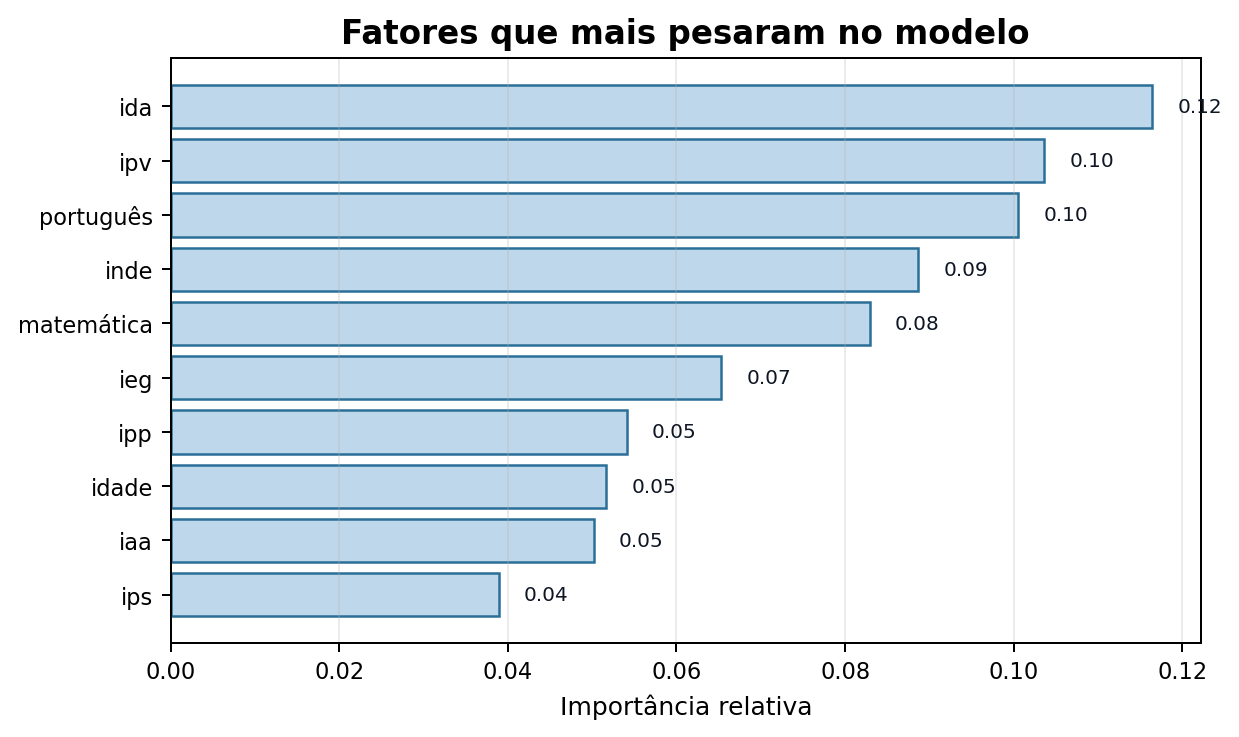 Fatores que mais pesaram no modelo
ida 0.12
ipv 0.10
português 0.10
inde 0.09
matemática 0.08
ieg 0.07
ipp 0.05
idade 0.05
iaa 0.05
ips 0.04
0.00 0.02 0.04 0.06 0.08 0.10 0.12
Importância relativa